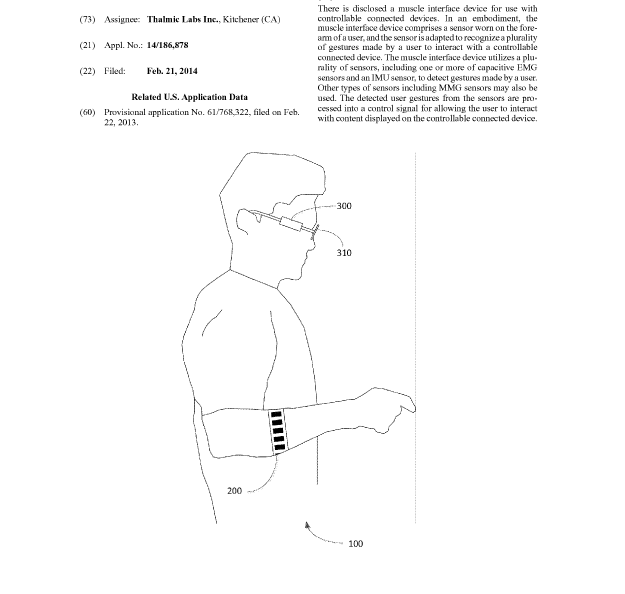 (73) Assignee: Thalmic Labs Inc., Kitchener (CA)
(21) Appl. No.: 14/186,878
(22) Filed: Feb. 21, 2014
Related U.S. Application Data
(60) Provisional application No. 61/768,322, filed on Feb.
22, 2013.
There is disclosed a muscle interface device for use with
controllable connected devices. In an embodiment, the
muscle interface device comprises a sensor worn on the fore-
arm of a user, and the sensor is adapted to recognize a plurality
of gestures made by a user to interact with a controllable
connected device. The muscle interface device utilizes a plu-
rality of sensors, including one or more of capacitive EMG
sensors and an IMU sensor, to detect gestures made by a user.
Other types of sensors including MMG sensors may also be
used. The detected user gestures from the sensors are pro-
cessed into a control signal for allowing the user to interact
with content displayed on the controllable connected device.
300
310
200
100